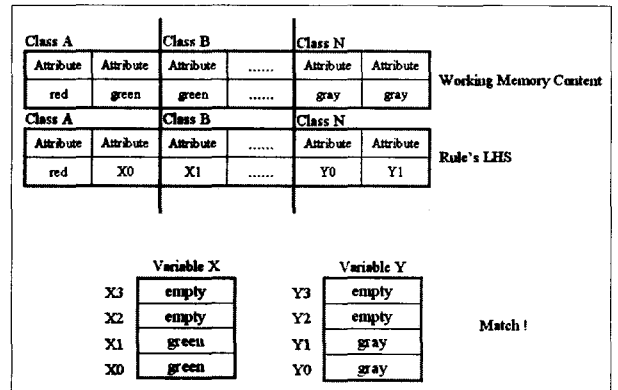 Class A Class B Class N
Attribute Attribute Attribute ...... Attribute Attribute
red green green ...... gray gray
Working Memory Content
Class A Class B Class N
Attribute Attribute Attribute ...... Attribute Attribute
red X0 X1 ...... Y0 Y1
Rule's LHS
Variable X Variable Y
X3 empty Y3 empty
X2 empty Y2 empty
X1 green Y1 gray
X0 green Y0 gray
Match !